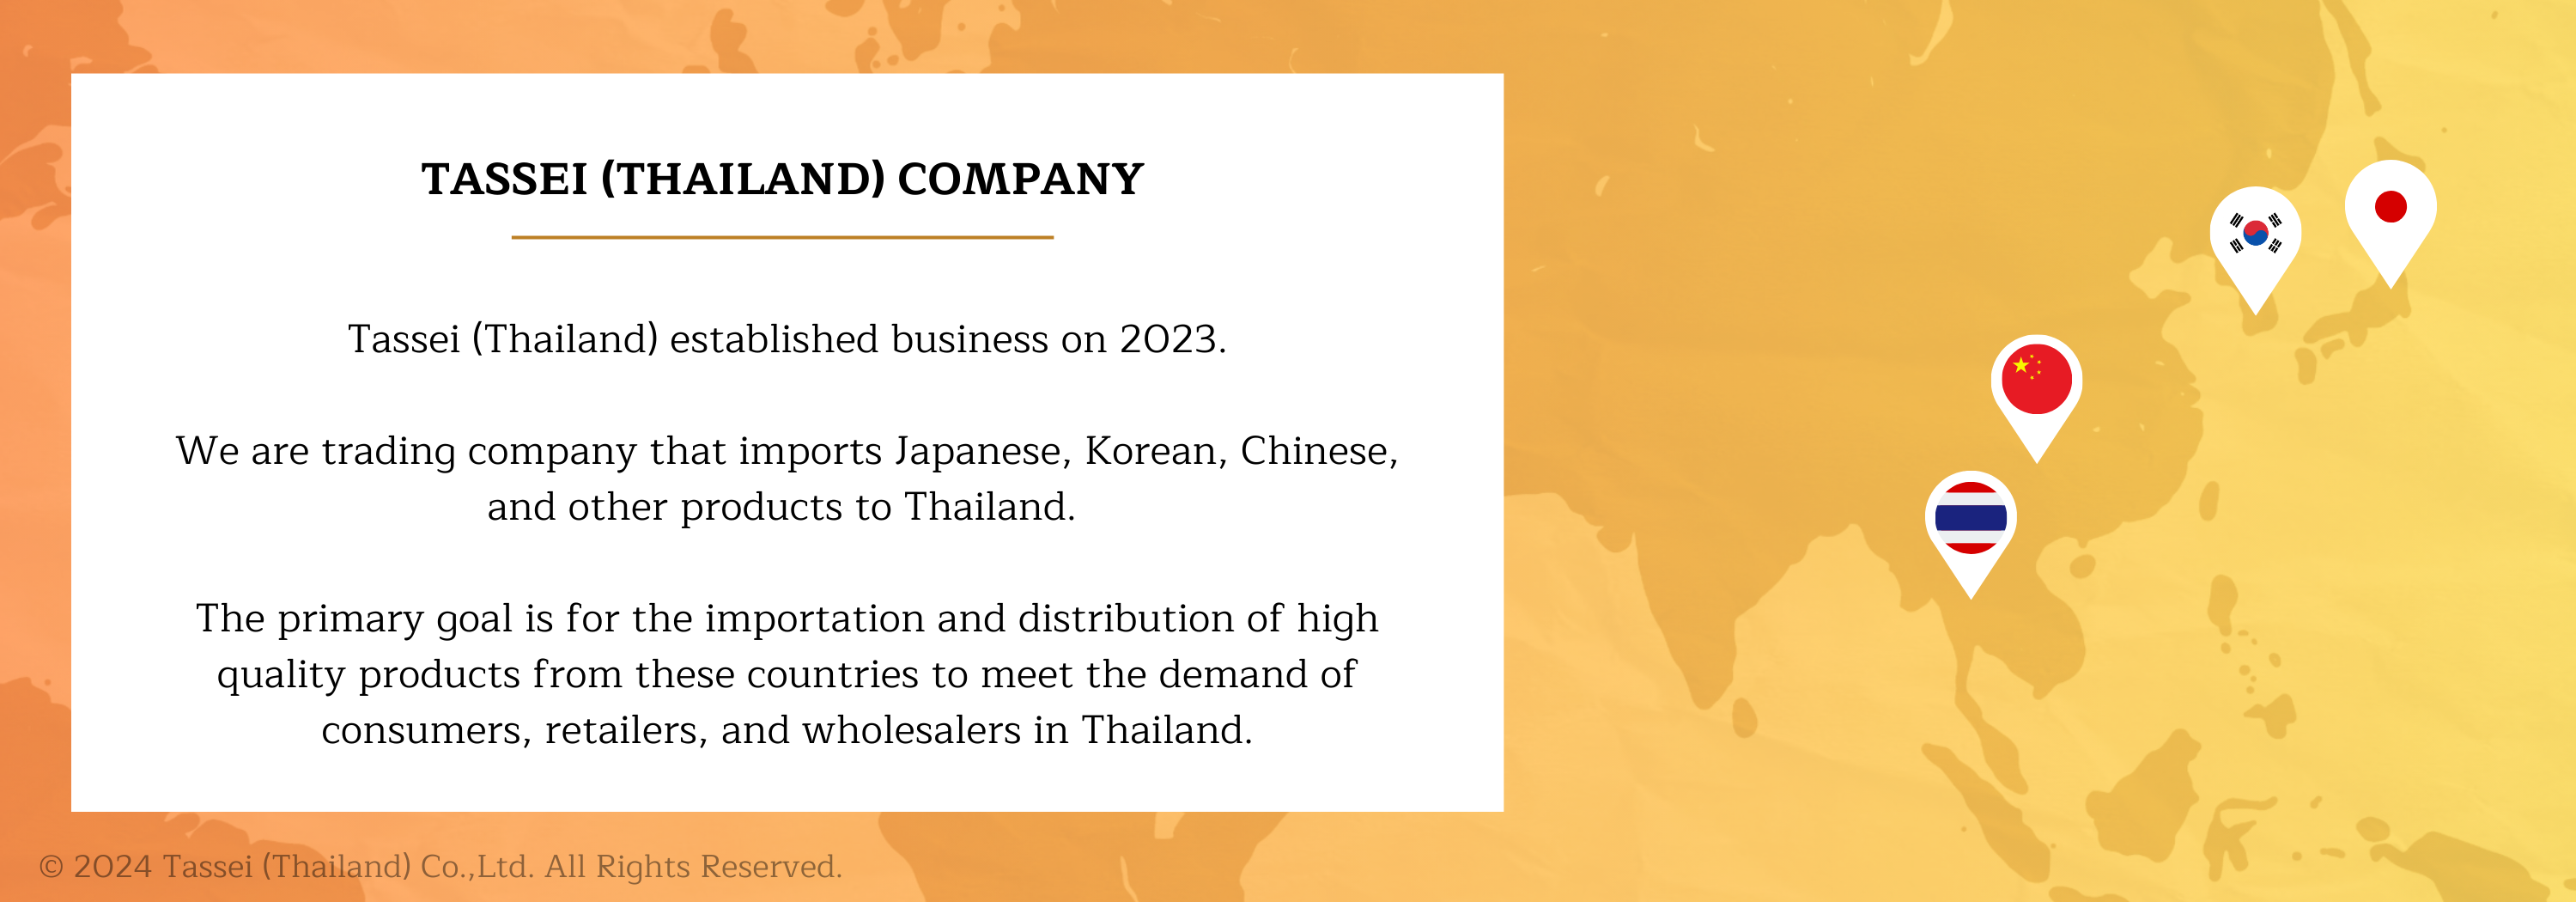 TASSEI (THAILAND) COMPANY
Tassei (Thailand) established business on 2023.
We are trading company that imports Japanese, Korean, Chinese,
and other products to Thailand.
The primary goal is for the importation and distribution of high
quality products from these countries to meet the demand of
consumers, retailers, and wholesalers in Thailand.
© 2024 Tassei (Thailand) Co.,Ltd. All Rights Reserved.